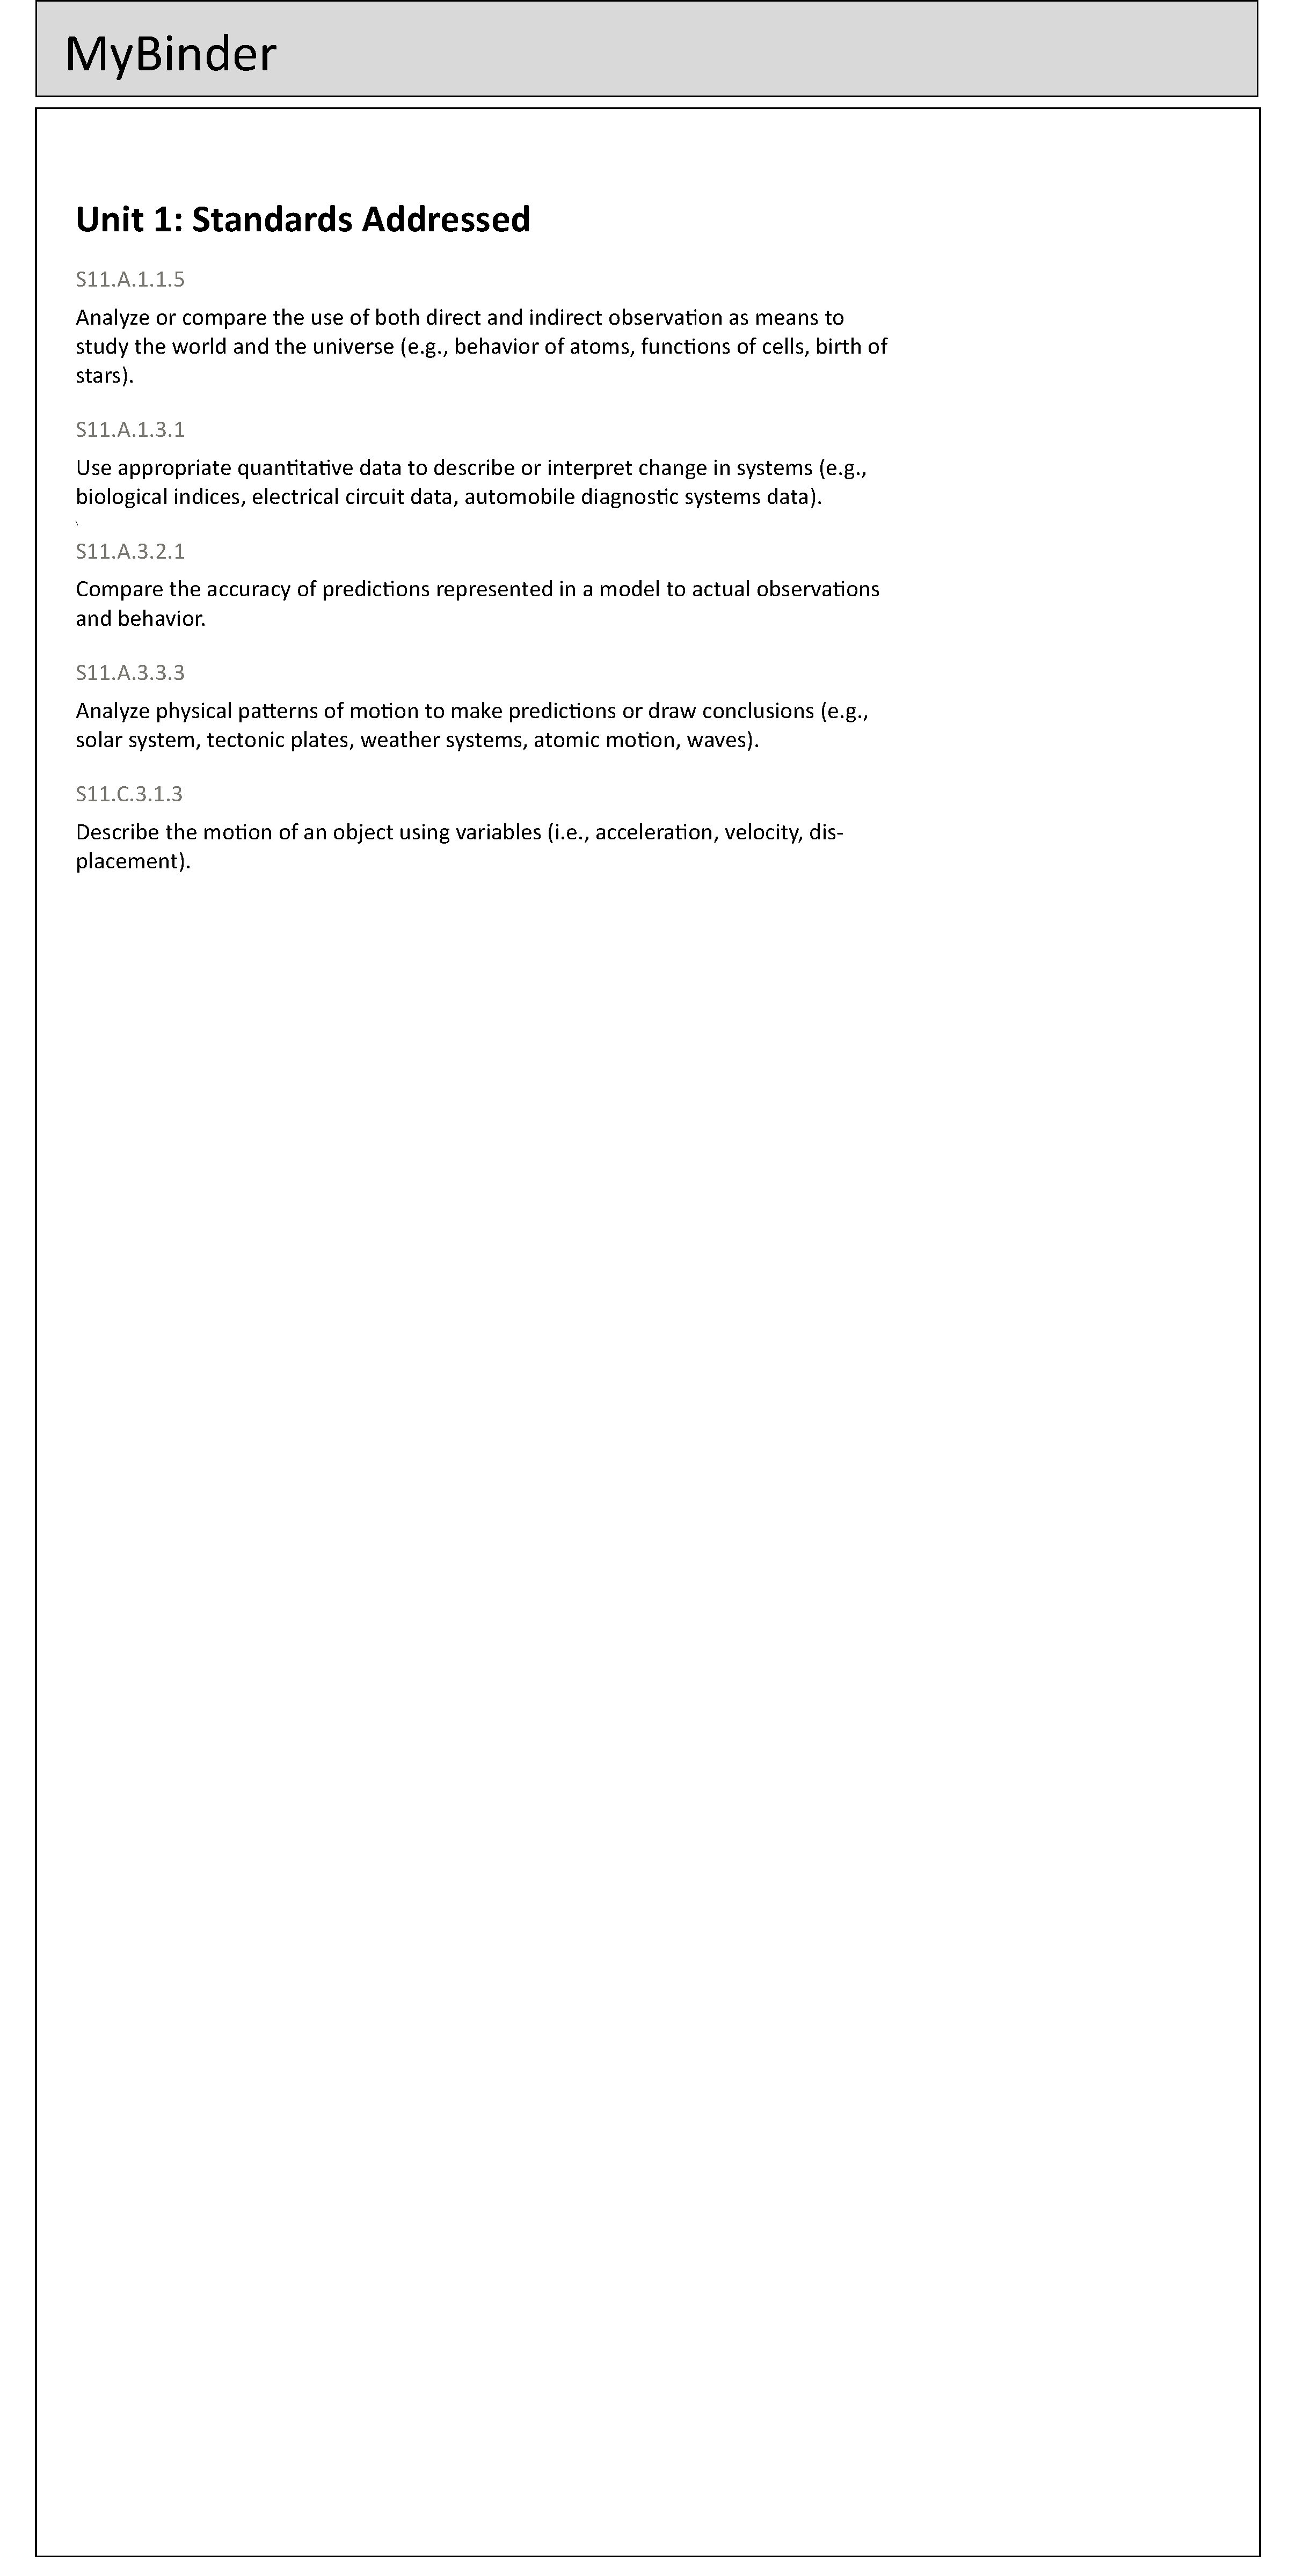 MyBinder
Unit 1: Standards Addressed
S11.A.1.1.5
Analyze or compare the use of both direct and indirect observation as means to
study the world and the universe (e.g., behavior of atoms, functions of cells, birth of
stars).
S11.A.1.3.1
Use appropriate quantitative data to describe or interpret change in systems (e.g.,
biological indices, electrical circuit data, automobile diagnostic systems data).
\
S11.A.3.2.1
Compare the accuracy of predictions represented in a model to actual observations
and behavior.
S11.A.3.3.3
Analyze physical patterns of motion to make predictions or draw conclusions (e.g.,
solar system, tectonic plates, weather systems, atomic motion, waves).
S11.C.3.1.3
Describe the motion of an object using variables (i.e., acceleration, velocity, dis-
placement).